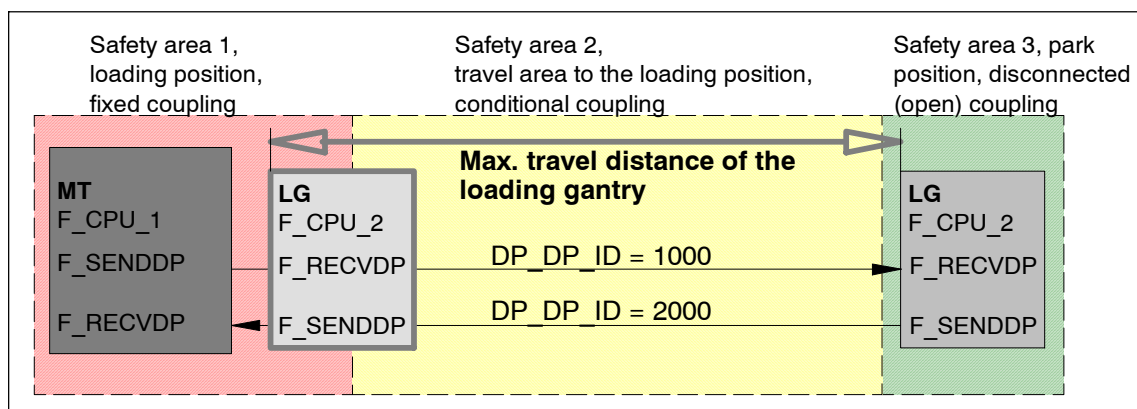 Safety area 1,
loading position,
fixed coupling
Safety area 2,
travel area to the loading position,
conditional coupling
Safety area 3, park
position, disconnected
(open) coupling
Max. travel distance of the
loading gantry
MT
F_CPU_1
F_SENDDP
F_RECVDP
LG
F_CPU_2
F_RECVDP
F_SENDDP
DP_DP_ID = 1000
DP_DP_ID = 2000
LG
F_CPU_2
F_RECVDP
F_SENDDP